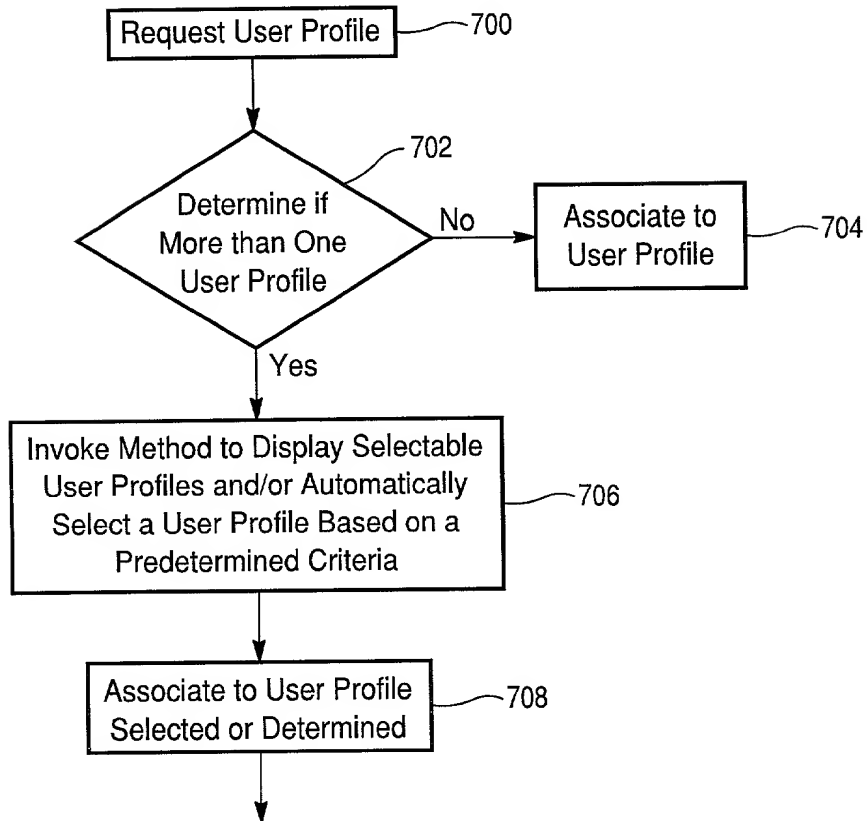 Request User Profile
700
702
Determine if
More than One
User Profile
No
Associate to
User Profile
704
Yes
Invoke Method to Display Selectable
User Profiles and/or Automatically
Select a User Profile Based on a
Predetermined Criteria
706
Associate to User Profile
Selected or Determined
708